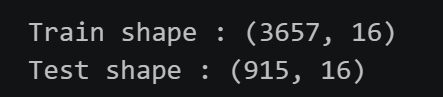 Train shape : (3657, 16)
Test shape : (915, 16)